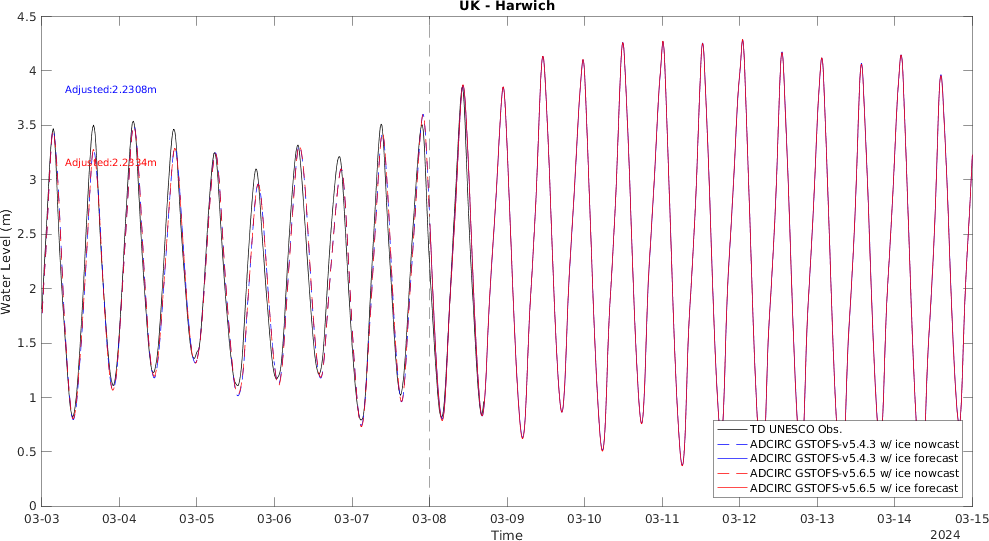 UK - Harwich
4.5
4
3.5
3
2.5
2
1.5
1
0.5
0
Water Level (m)
Adjusted:2.2308m
Adjusted:2.2334m
TD UNESCO Obs.
ADCIRC GSTOFS-v5.4.3 w/ ice nowcast
ADCIRC GSTOFS-v5.4.3 w/ ice forecast
ADCIRC GSTOFS-v5.6.5 w/ ice nowcast
ADCIRC GSTOFS-v5.6.5 w/ ice forecast
03-03 03-04 03-05 03-06 03-07 03-08 03-09 03-10 03-11 03-12 03-13 03-14 03-15
Time
2024